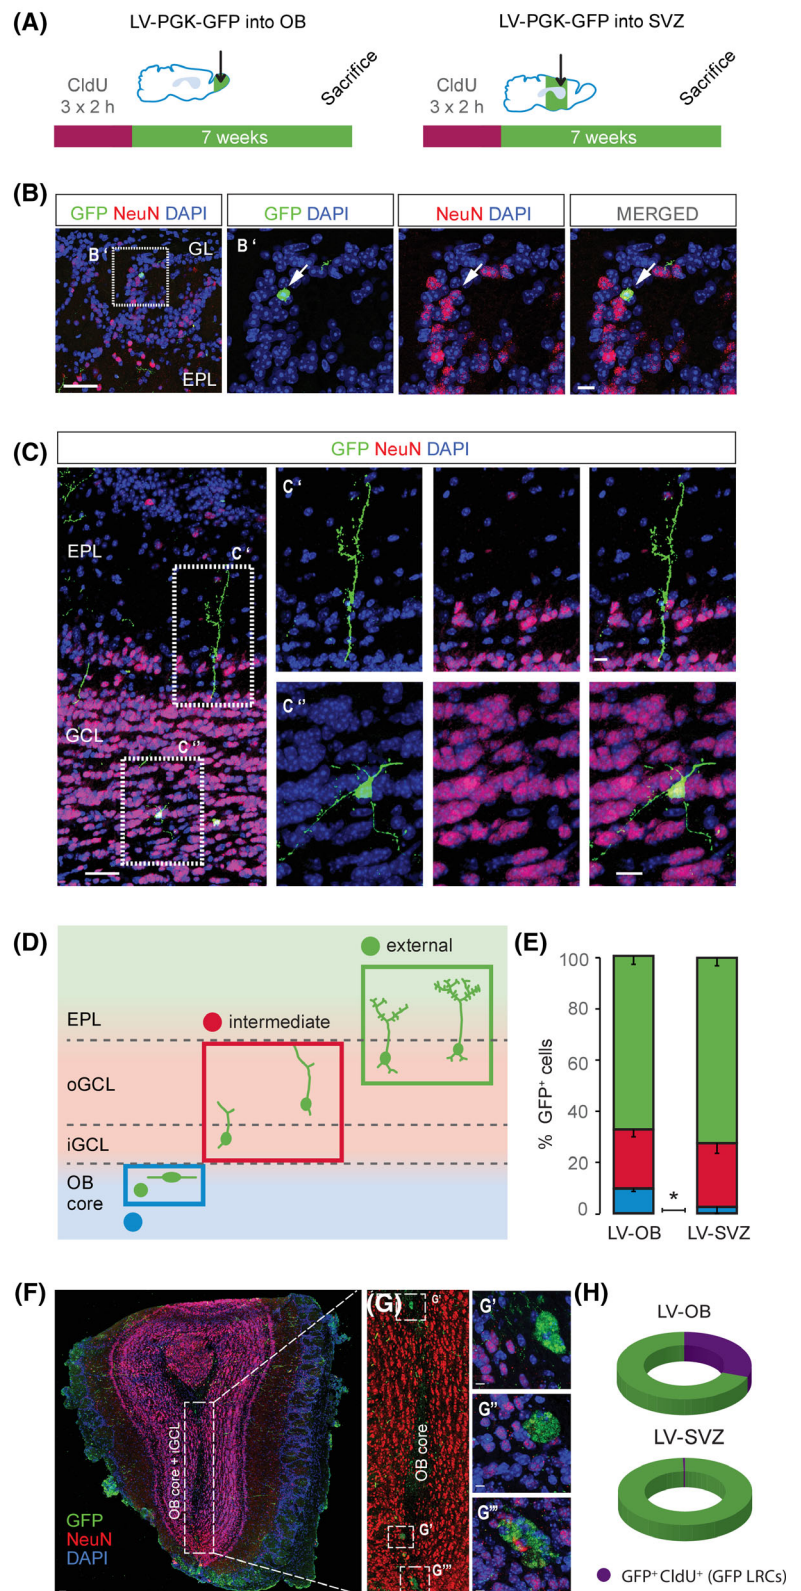 (A)
LV-PGK-GFP into OB
LV-PGK-GFP into SVZ
CldU
3 x 2 h
Sacrifice
7 weeks
CldU
3 x 2 h
Sacrifice
7 weeks
(B)
GFP NeuN DAPI
GFP DAPI
NeuN DAPI
MERGED
B‘
GL
EPL
B‘
(C)
GFP NeuN DAPI
EPL
C‘
GCL
C‘’
C‘
C‘’
(D)
external
EPL
intermediate
oGCL
iGCL
OB
core
(E)
% GFP⁺ cells
100
80
60
40
20
0
*
LV-OB
LV-SVZ
(F)
OB core + iGCL
GFP
NeuN
DAPI
(G)
G'
OB core
G''
G'''
G'
G''
G'''
(H)
LV-OB
LV-SVZ
GFP⁺CldU⁺ (GFP LRCs)